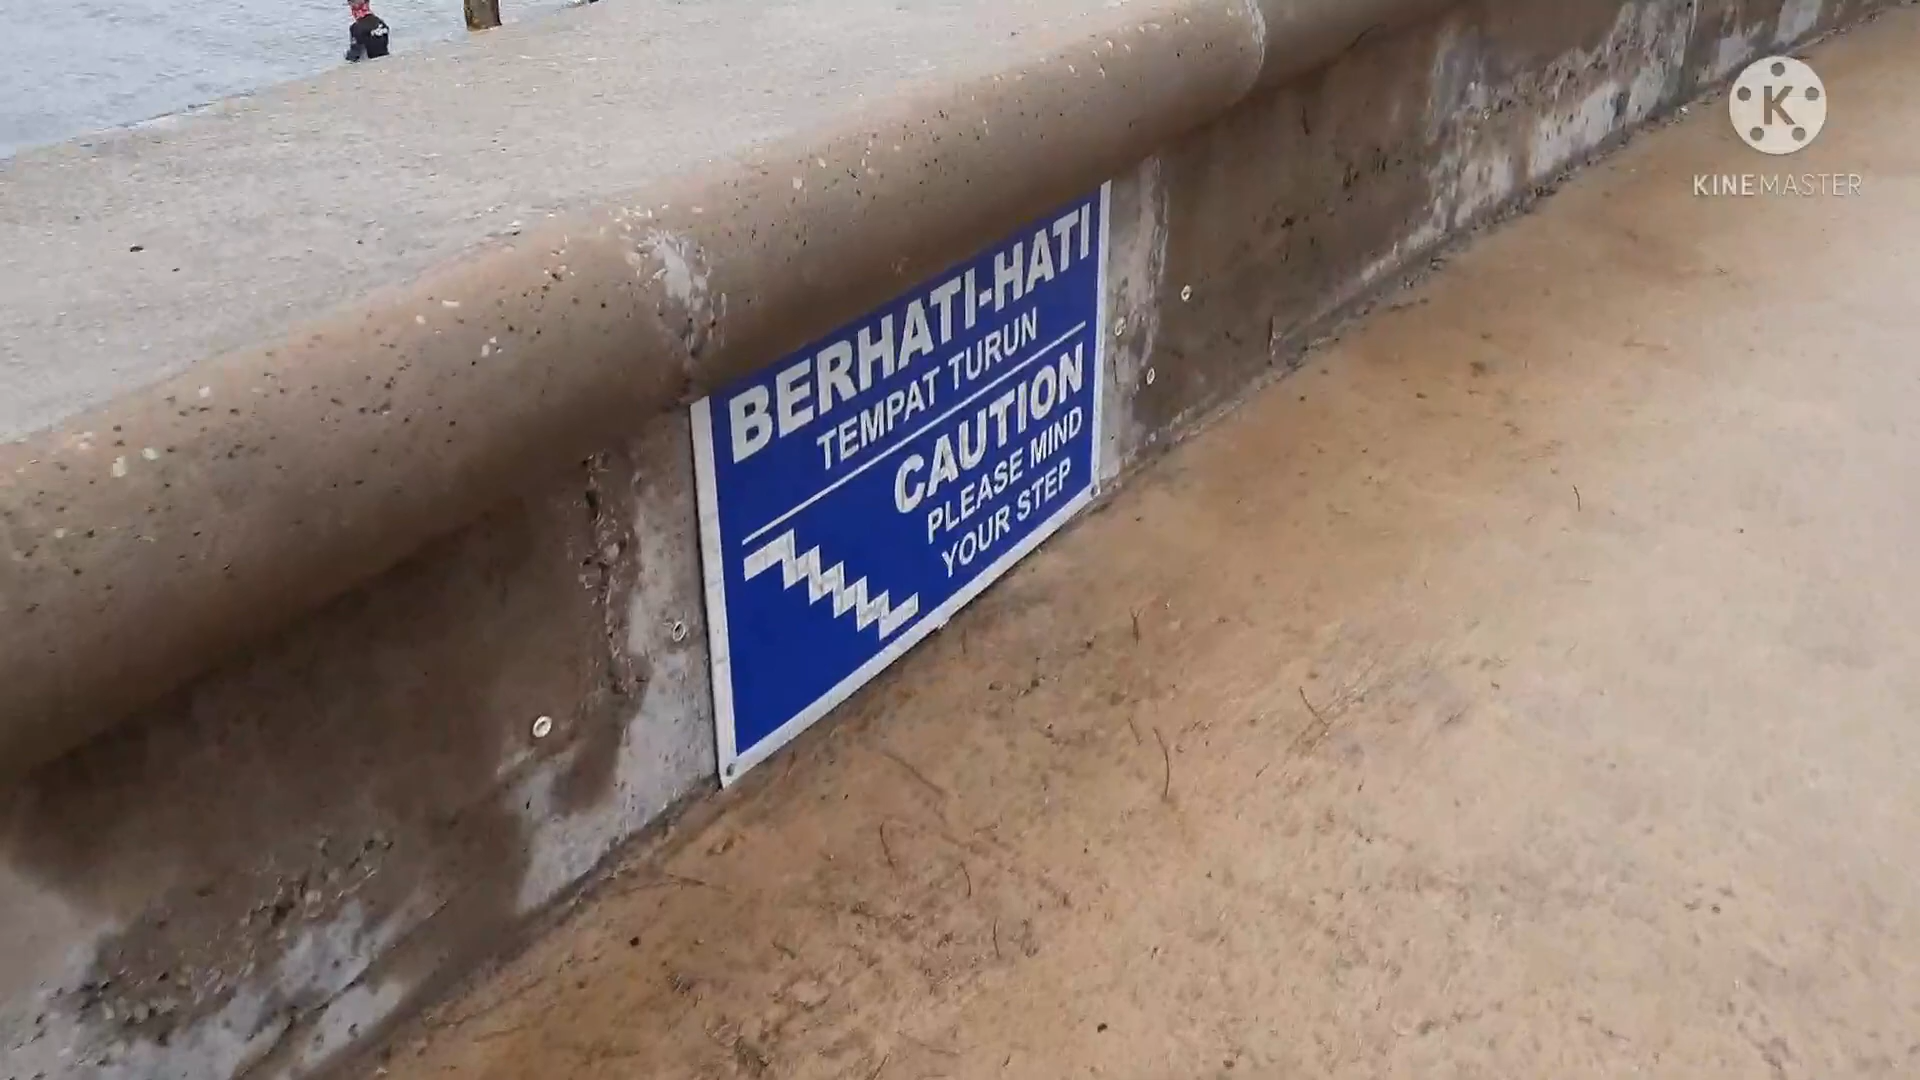 BERHATI-HATI
TEMPAT TURUN
CAUTION
PLEASE MIND
YOUR STEP
K
KINEMASTER